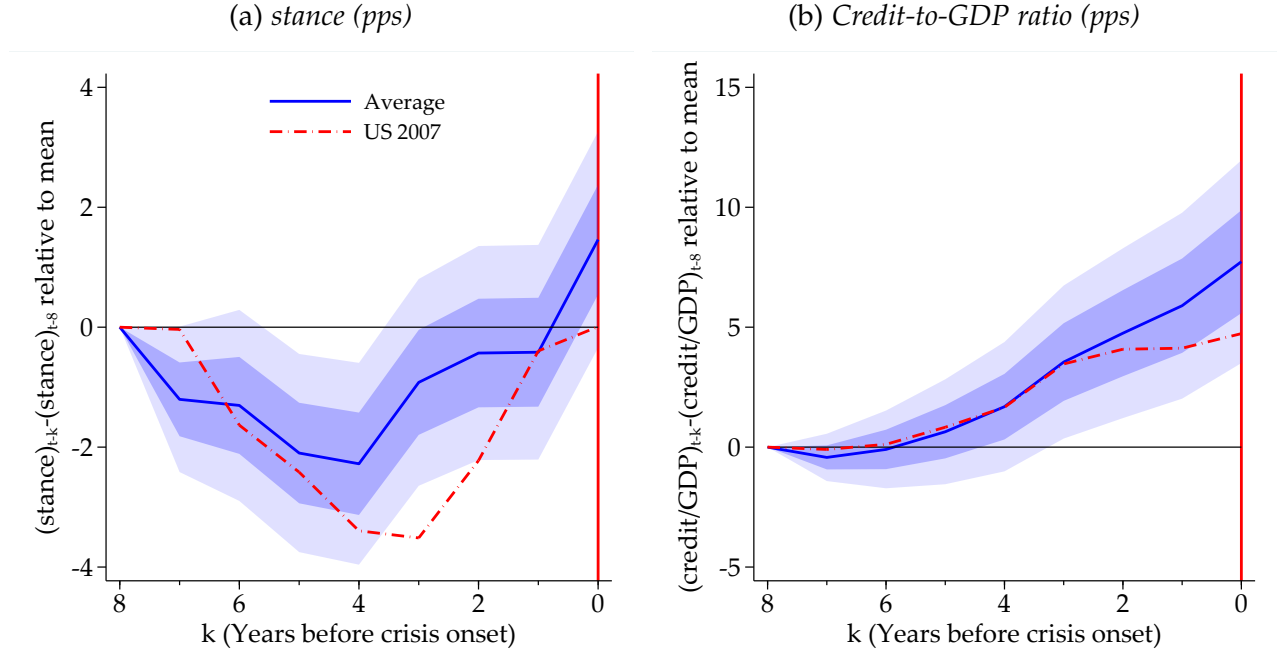 (a) stance (pps)
(stance)t-k-(stance)t-8 relative to mean
4
2
0
-2
-4
Average
US 2007
8
6
4
2
0
k (Years before crisis onset)
(b) Credit-to-GDP ratio (pps)
(credit/GDP)t-k-(credit/GDP)t-8 relative to mean
15
10
5
0
-5
8
6
4
2
0
k (Years before crisis onset)